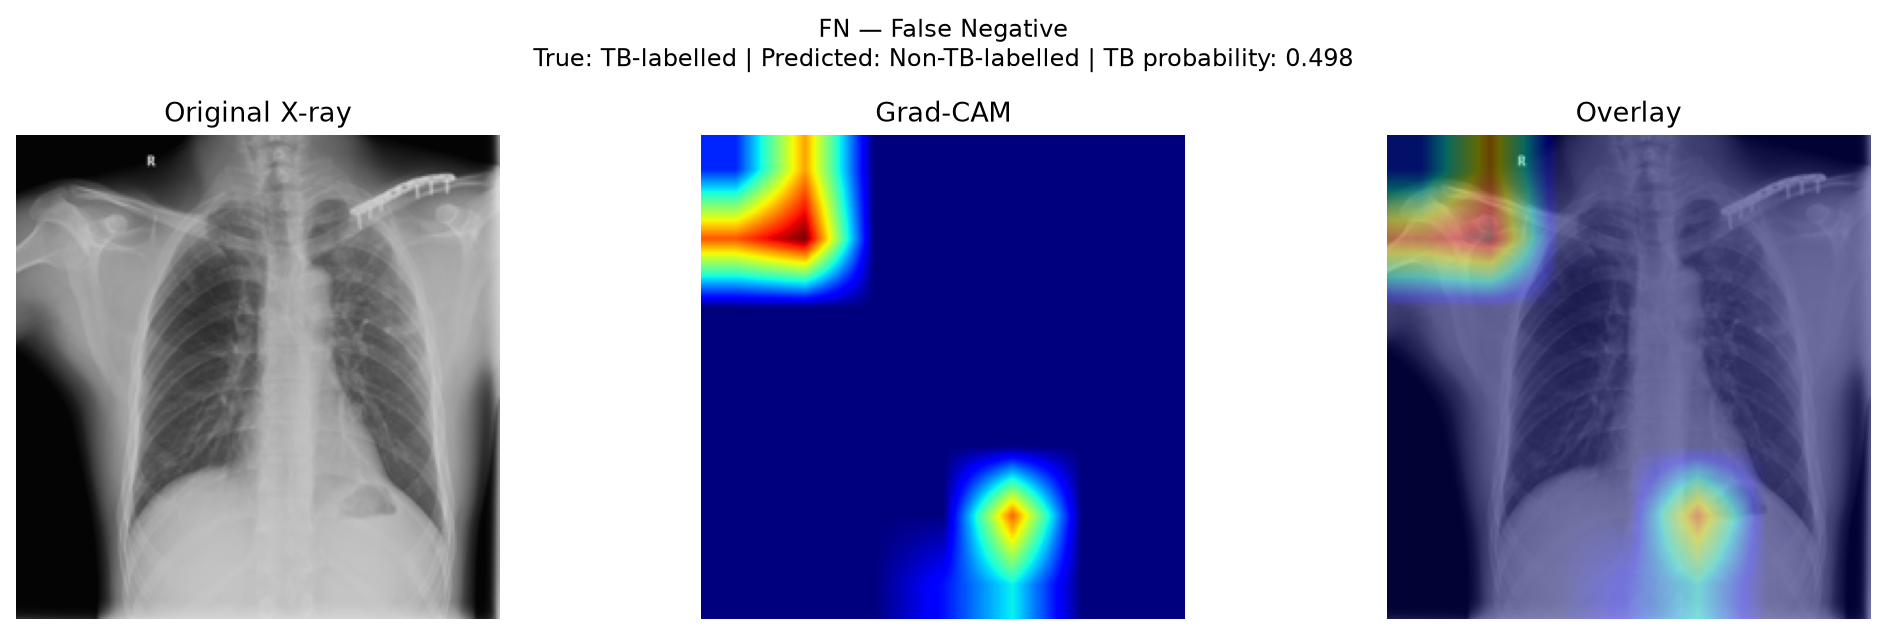 FN — False Negative
True: TB-labelled | Predicted: Non-TB-labelled | TB probability: 0.498
Original X-ray
Grad-CAM
Overlay
R
R